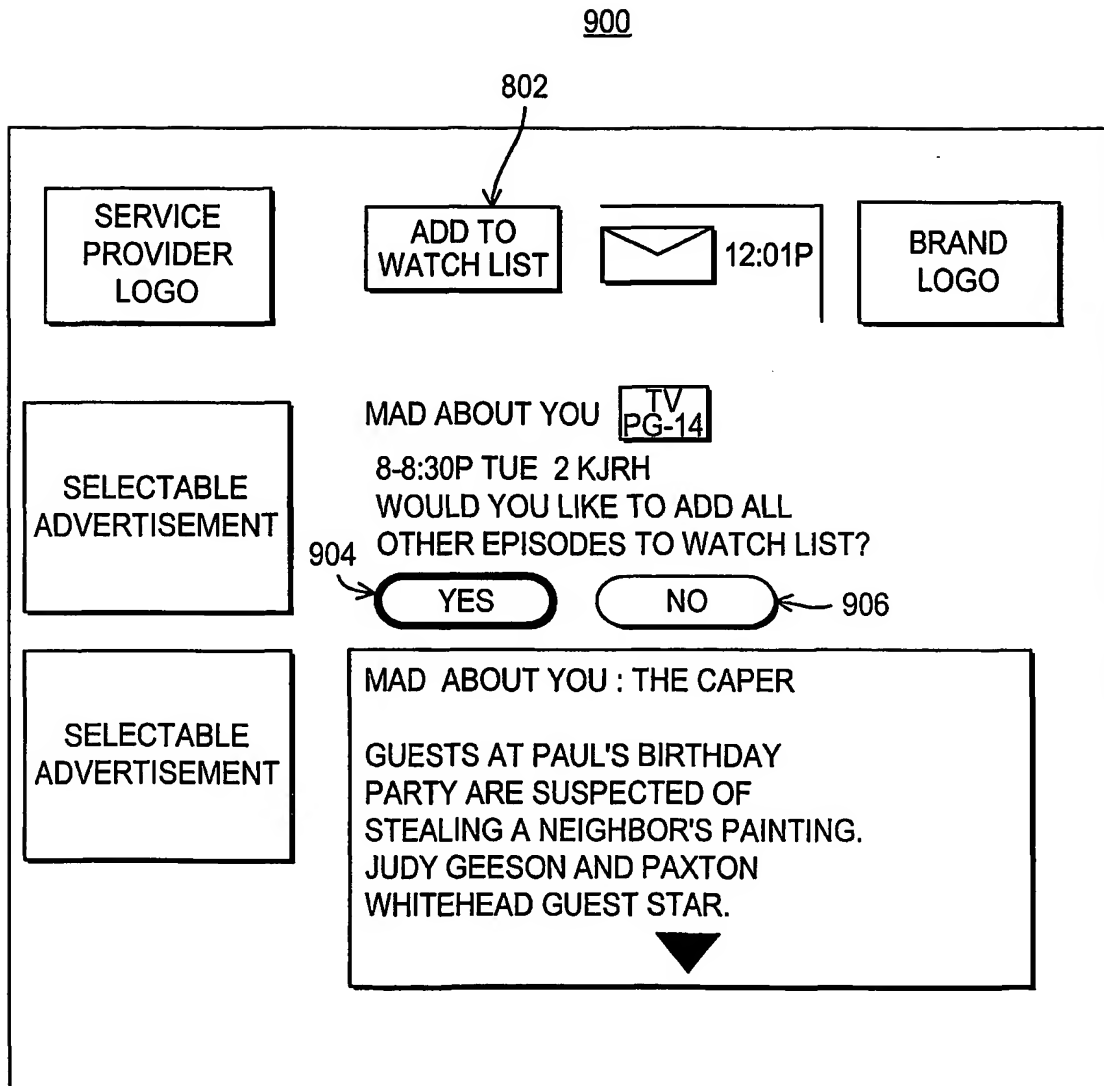 900
802
SERVICE
PROVIDER
LOGO
ADD TO
WATCH LIST
12:01P
BRAND
LOGO
SELECTABLE
ADVERTISEMENT
MAD ABOUT YOU
TV
PG-14
8-8:30P TUE 2 KJRH
WOULD YOU LIKE TO ADD ALL
OTHER EPISODES TO WATCH LIST?
904
YES
NO
906
SELECTABLE
ADVERTISEMENT
MAD ABOUT YOU : THE CAPER
GUESTS AT PAUL'S BIRTHDAY
PARTY ARE SUSPECTED OF
STEALING A NEIGHBOR'S PAINTING.
JUDY GEESON AND PAXTON
WHITEHEAD GUEST STAR.